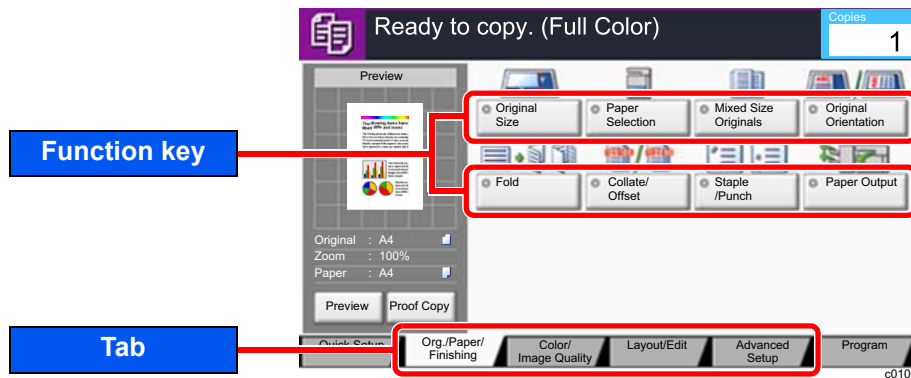 Ready to copy. (Full Color)
Copies
1
Preview
Function key
Original
Size
Paper
Selection
Mixed Size
Originals
Original
Orientation
Fold
Collate/
Offset
Staple
/Punch
Paper Output
Original : A4
Zoom : 100%
Paper : A4
Preview
Proof Copy
Tab
Quick Setup
Org./Paper/
Finishing
Color/
Image Quality
Layout/Edit
Advanced
Setup
Program
c010